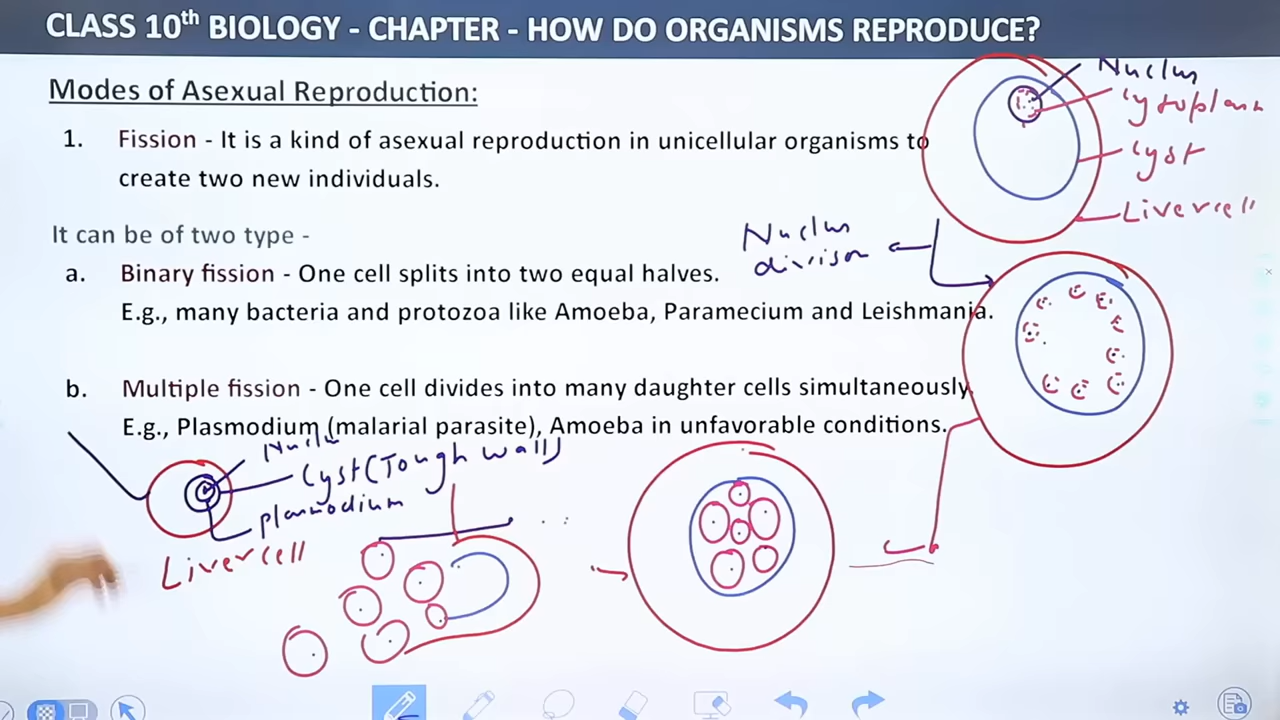 CLASS 10th BIOLOGY - CHAPTER - HOW DO ORGANISMS REPRODUCE?
Modes of Asexual Reproduction:
1. Fission - It is a kind of asexual reproduction in unicellular organisms to
create two new individuals.
It can be of two type -
a. Binary fission - One cell splits into two equal halves.
E.g., many bacteria and protozoa like Amoeba, Paramecium and Leishmania.
b. Multiple fission - One cell divides into many daughter cells simultaneously.
E.g., Plasmodium (malarial parasite), Amoeba in unfavorable conditions.
Nuclus
Cytoplasm
Cyst
Liver cell
Nuclus
divison
Cyst (Tough wall)
plasmodium
Liver cell